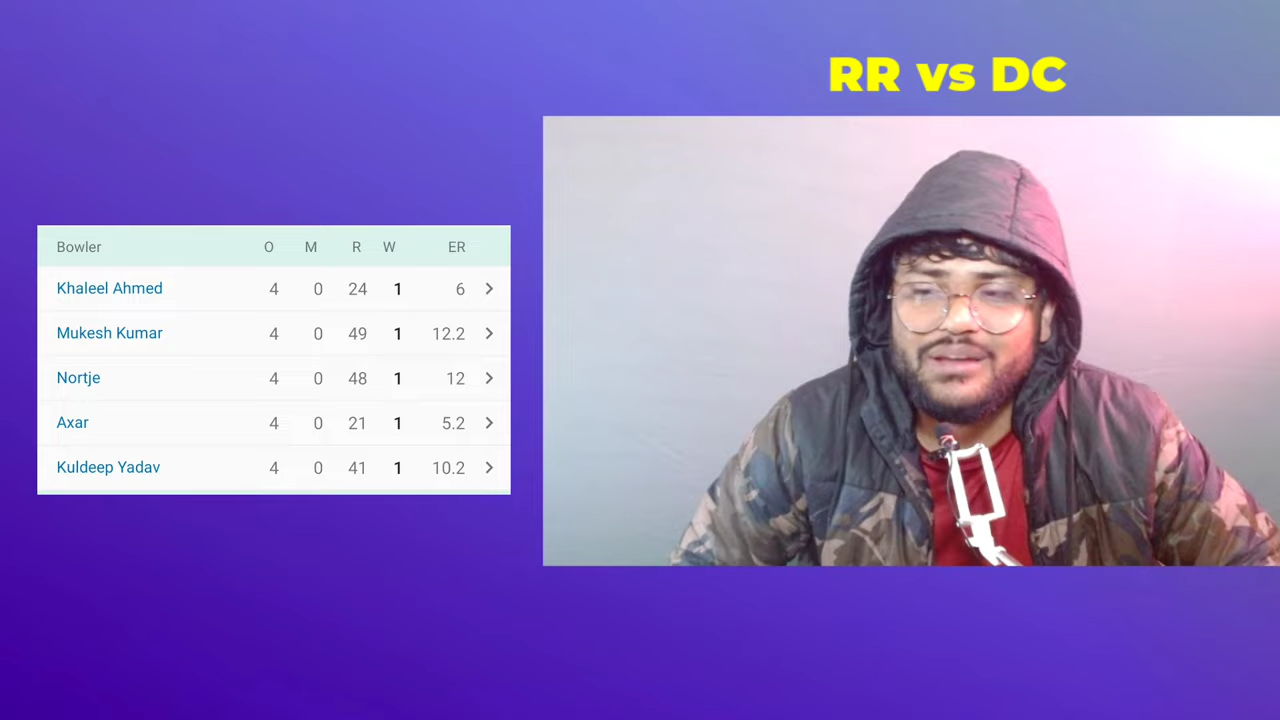 RR vs DC
Bowler O M R W ER
Khaleel Ahmed 4 0 24 1 6
Mukesh Kumar 4 0 49 1 12.2
Nortje 4 0 48 1 12
Axar 4 0 21 1 5.2
Kuldeep Yadav 4 0 41 1 10.2